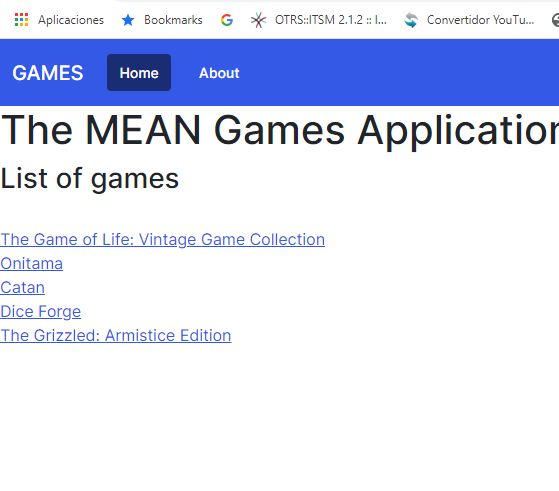 Aplicaciones Bookmarks OTRS::ITSM 2.1.2 :: I... Convertidor YouTu...
GAMES Home About
The MEAN Games Application
List of games
The Game of Life: Vintage Game Collection
Onitama
Catan
Dice Forge
The Grizzled: Armistice Edition